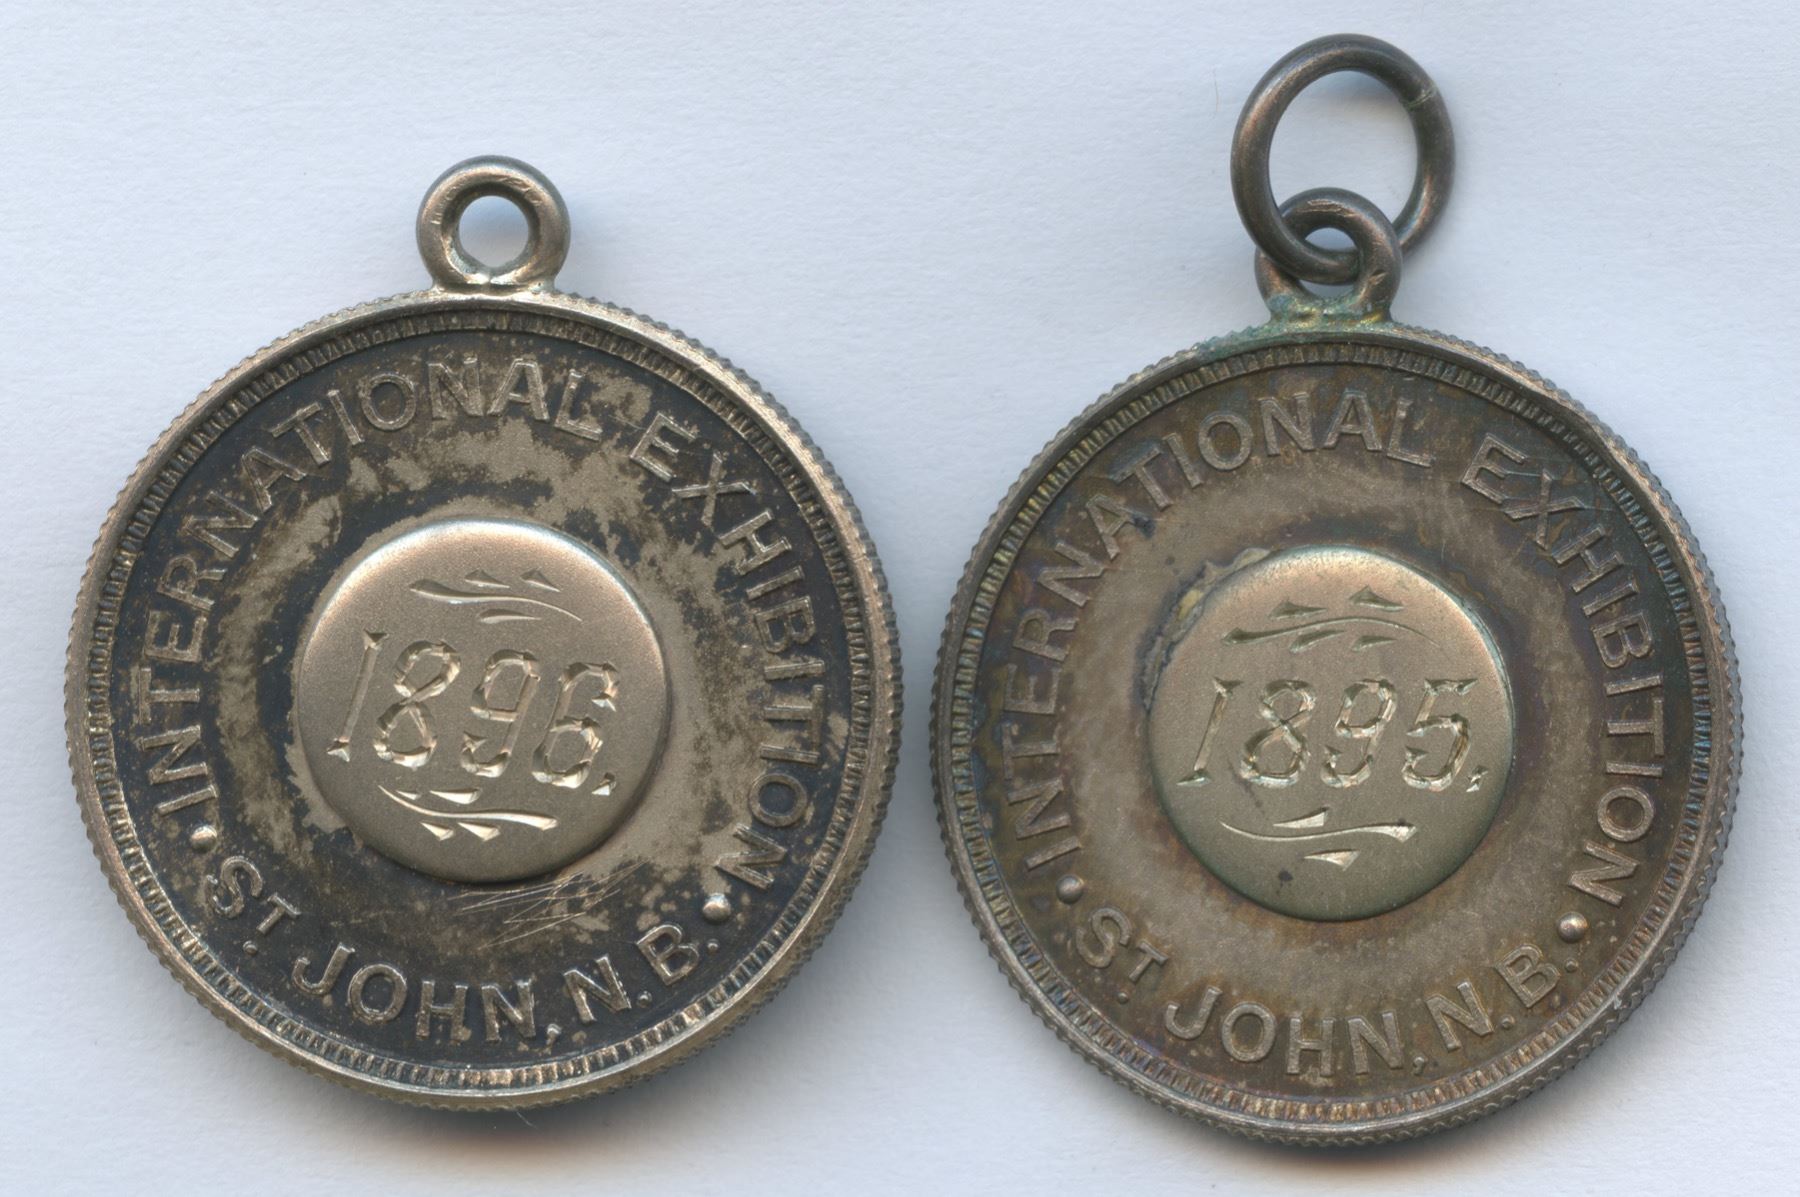 · INTERNATIONAL EXHIBITION ·
1896.
ST. JOHN, N.B.
· INTERNATIONAL EXHIBITION ·
1895,
ST. JOHN, N.B.